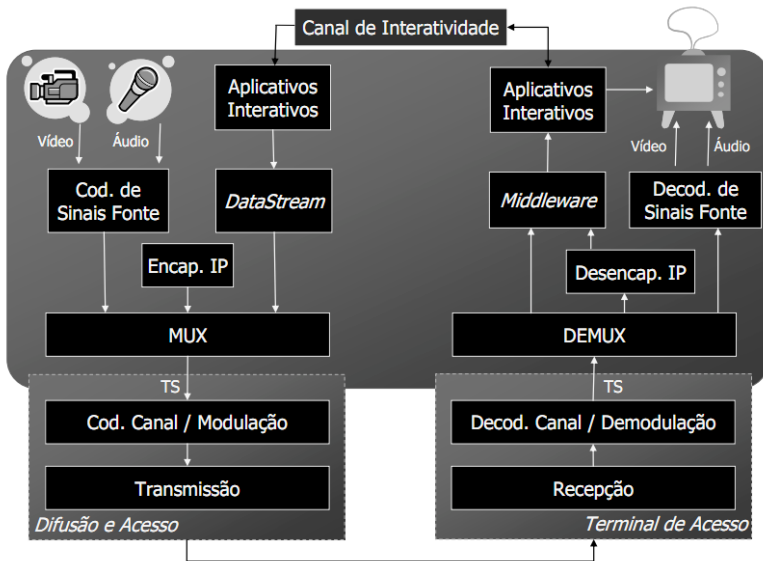 Canal de Interatividade
Vídeo
Áudio
Aplicativos
Interativos
Cod. de
Sinais Fonte
DataStream
Encap. IP
MUX
TS
Cod. Canal / Modulação
Transmissão
Difusão e Acesso
Aplicativos
Interativos
Vídeo
Áudio
Middleware
Decod. de
Sinais Fonte
Desencap. IP
DEMUX
TS
Decod. Canal / Demodulação
Recepção
Terminal de Acesso